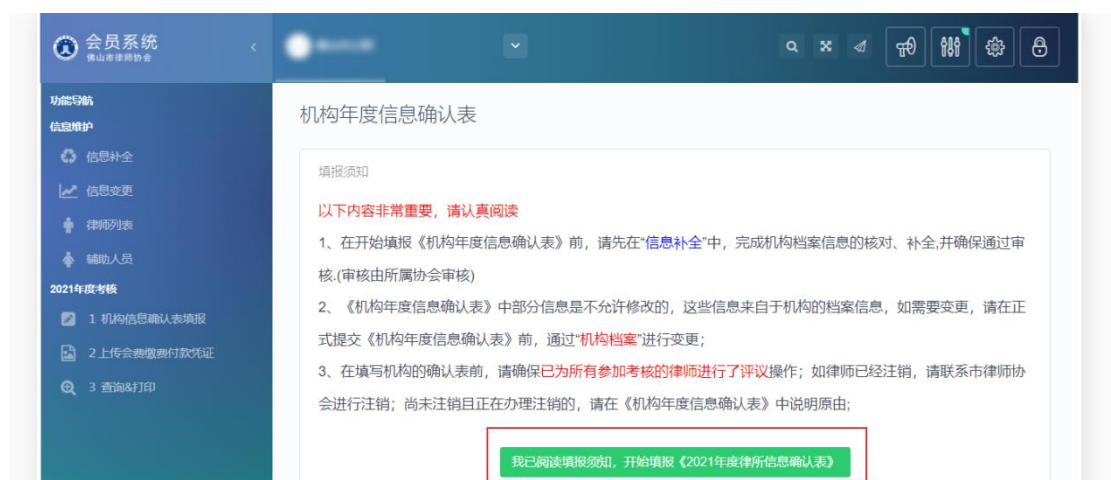 会员系统
佛山市律师协会
功能导航
信息维护
信息补全
信息变更
律师列表
辅助人员
2021年度考核
1 机构信息确认表填报
2上传会费缴费付款凭证
3 查询&打印
机构年度信息确认表
填报须知
以下内容非常重要，请认真阅读
1、在开始填报《机构年度信息确认表》前，请先在“信息补全”中，完成机构档案信息的核对、补全,并确保通过审
核.(审核由所属协会审核)
2、《机构年度信息确认表》中部分信息是不允许修改的，这些信息来自于机构的档案信息，如需要变更，请在正
式提交《机构年度信息确认表》前，通过“机构档案”进行变更；
3、在填写机构的确认表前，请确保已为所有参加考核的律师进行了评议操作；如律师已经注销，请联系市律师协
会进行注销；尚未注销且正在办理注销的，请在《机构年度信息确认表》中说明原由;
我已阅读填报须知，开始填报《2021年度律所信息确认表》